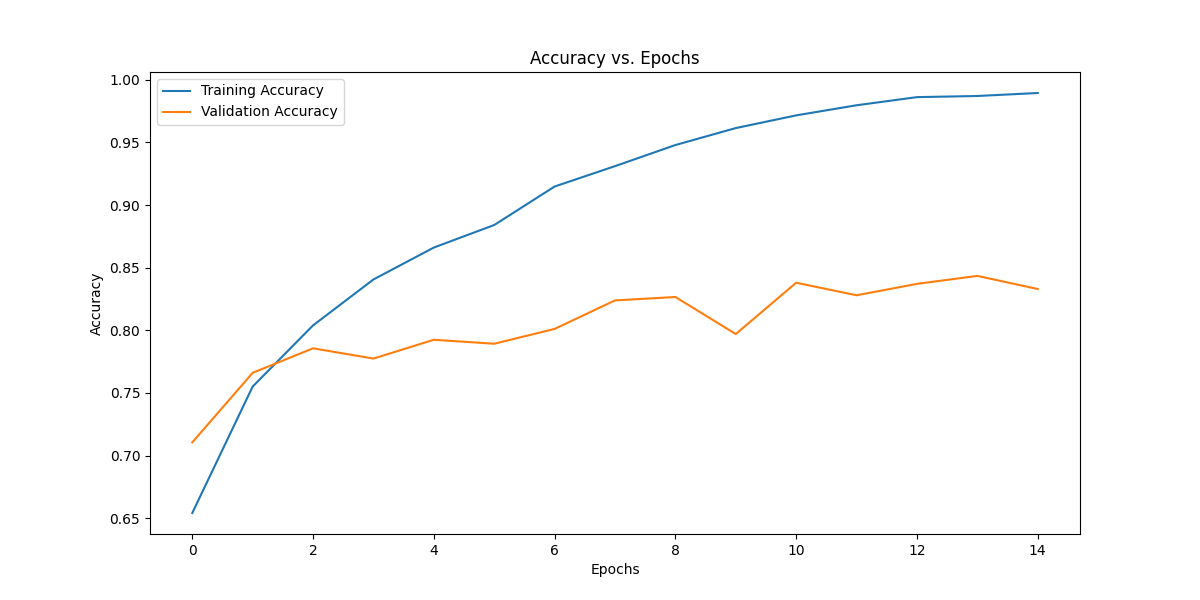 Accuracy vs. Epochs
Training Accuracy
Validation Accuracy
1.00
0.95
0.90
0.85
0.80
0.75
0.70
0.65
Accuracy
0 2 4 6 8 10 12 14
Epochs